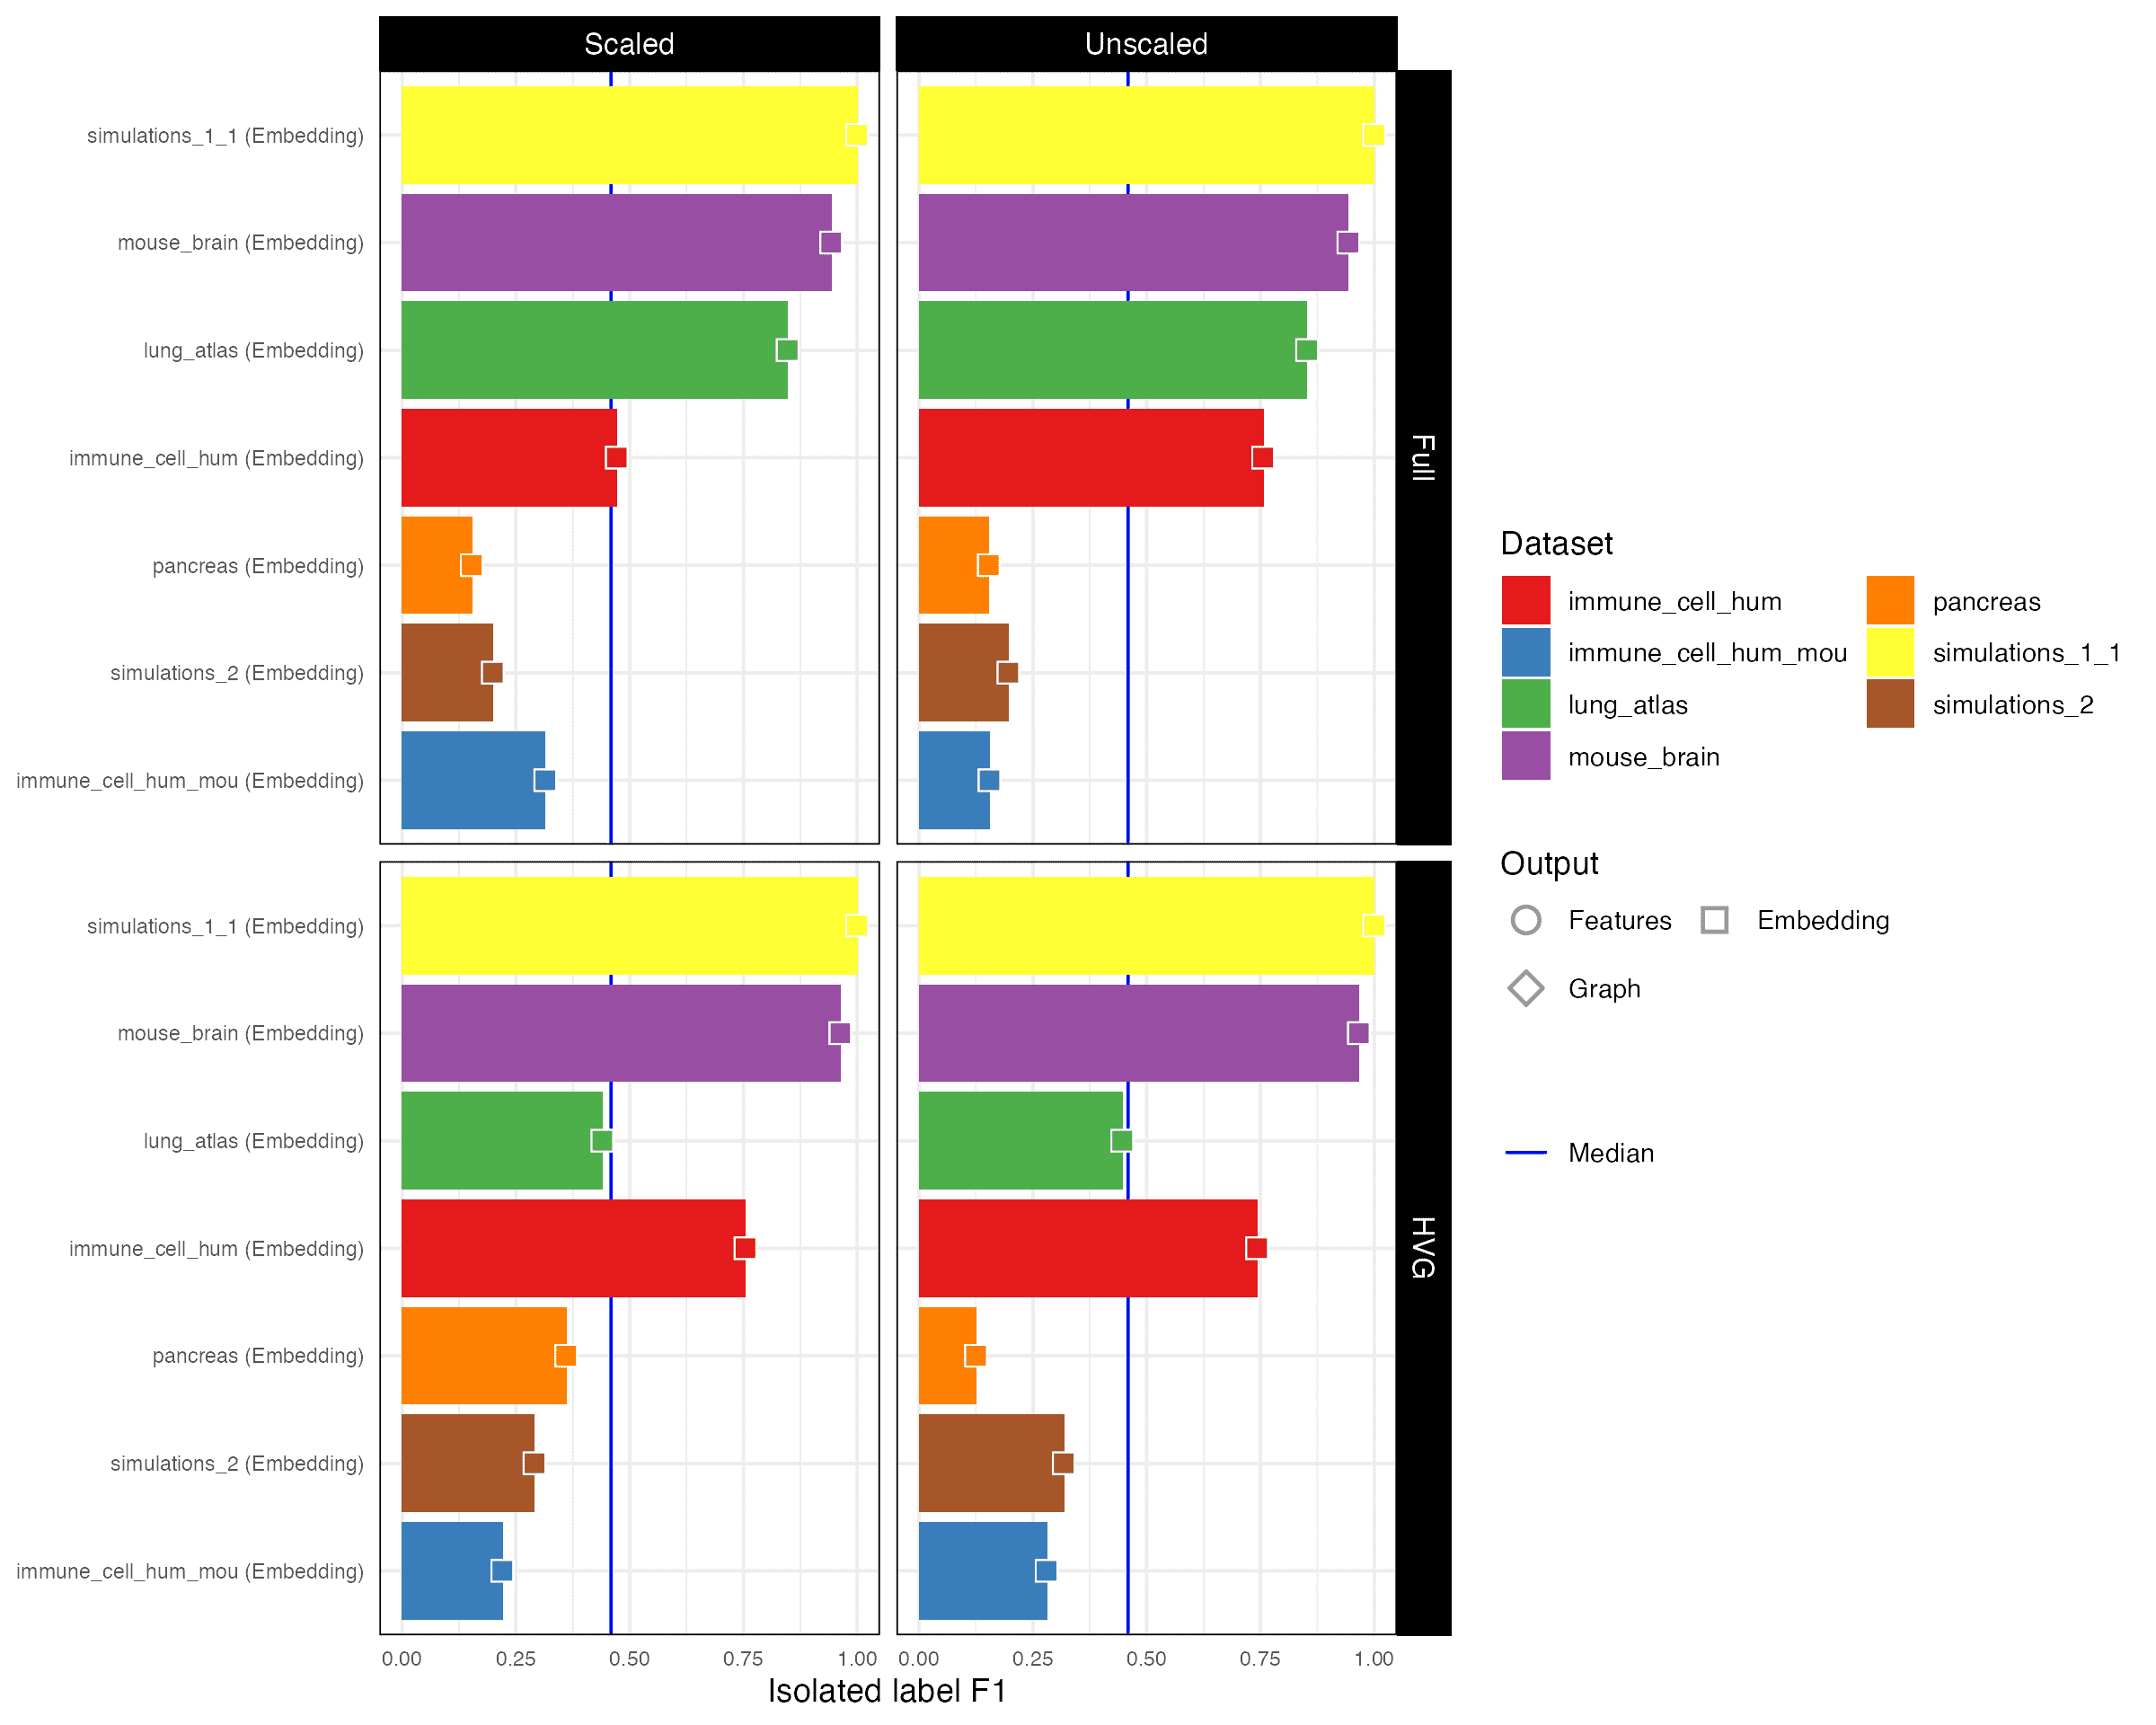 Scaled
Unscaled
simulations_1_1 (Embedding)
mouse_brain (Embedding)
lung_atlas (Embedding)
immune_cell_hum (Embedding)
pancreas (Embedding)
simulations_2 (Embedding)
immune_cell_hum_mou (Embedding)
Full
simulations_1_1 (Embedding)
mouse_brain (Embedding)
lung_atlas (Embedding)
immune_cell_hum (Embedding)
pancreas (Embedding)
simulations_2 (Embedding)
immune_cell_hum_mou (Embedding)
HVG
0.00 0.25 0.50 0.75 1.00 0.00 0.25 0.50 0.75 1.00
Isolated label F1
Dataset
immune_cell_hum
immune_cell_hum_mou
lung_atlas
mouse_brain
pancreas
simulations_1_1
simulations_2
Output
Features
Embedding
Graph
Median